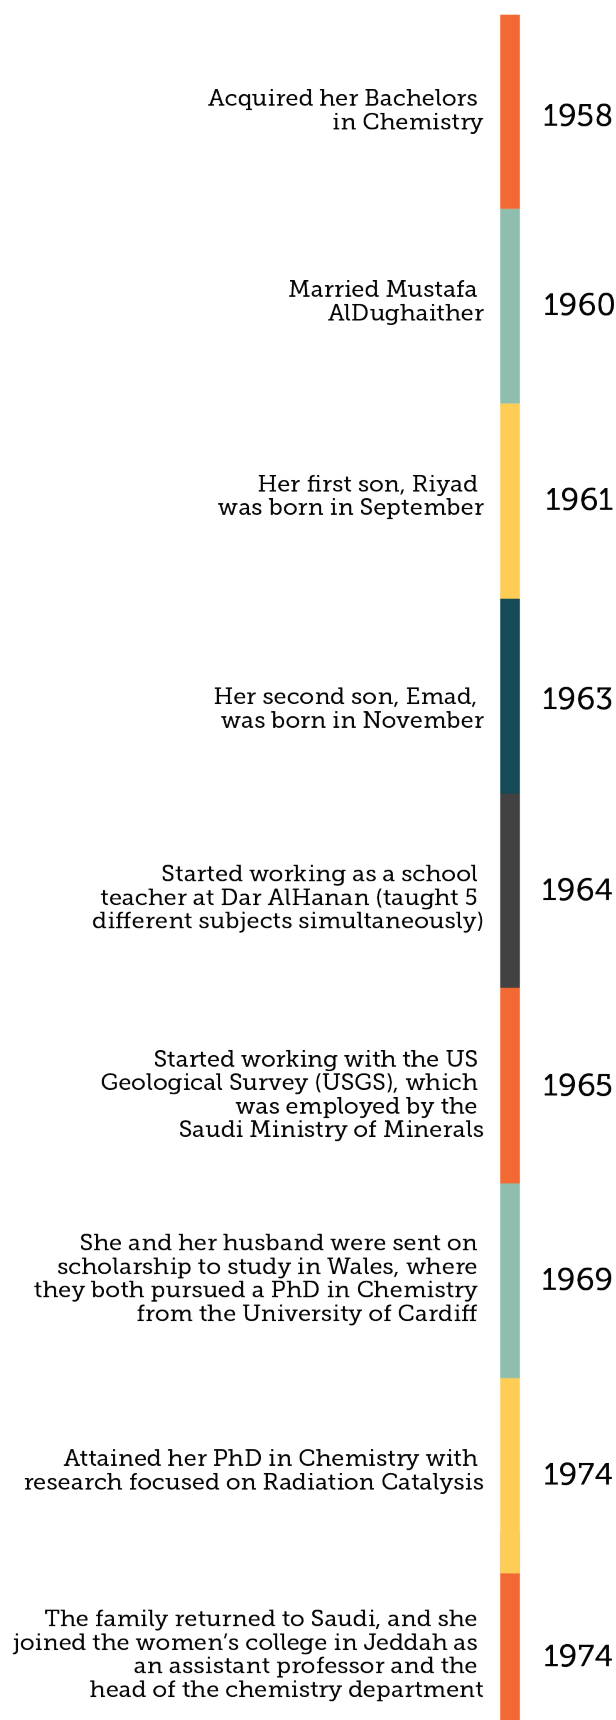 Acquired her Bachelors
in Chemistry
1958
Married Mustafa
AlDughaither
1960
Her first son, Riyad
was born in September
1961
Her second son, Emad,
was born in November
1963
Started working as a school
teacher at Dar AlHanan (taught 5
different subjects simultaneously)
1964
Started working with the US
Geological Survey (USGS), which
was employed by the
Saudi Ministry of Minerals
1965
She and her husband were sent on
scholarship to study in Wales, where
they both pursued a PhD in Chemistry
from the University of Cardiff
1969
Attained her PhD in Chemistry with
research focused on Radiation Catalysis
1974
The family returned to Saudi, and she
joined the women's college in Jeddah as
an assistant professor and the
head of the chemistry department
1974